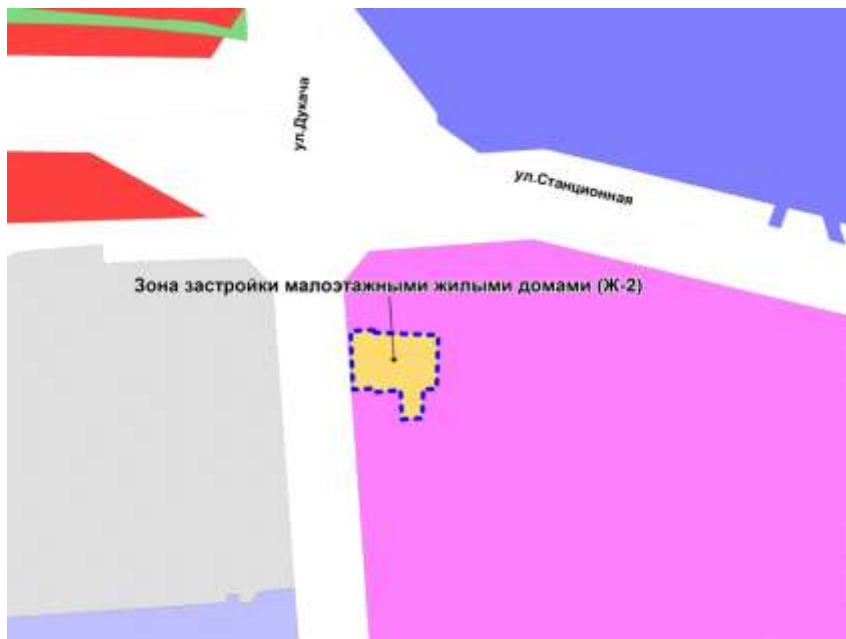 ул.Дукача
ул.Станционная
Зона застройки малоэтажными жилыми домами (Ж-2)